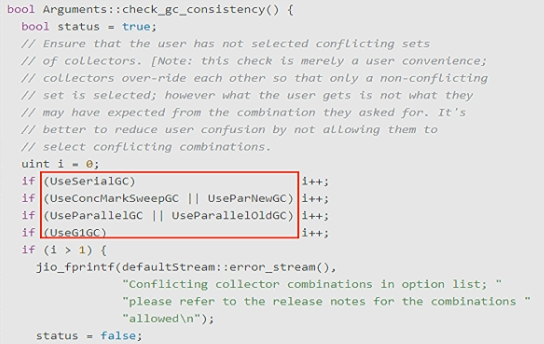 bool Arguments::check_gc_consistency() {
  bool status = true;
  // Ensure that the user has not selected conflicting sets
  // of collectors. [Note: this check is merely a user convenience;
  // collectors over-ride each other so that only a non-conflicting
  // set is selected; however what the user gets is not what they
  // may have expected from the combination they asked for. It's
  // better to reduce user confusion by not allowing them to
  // select conflicting combinations.
  uint i = 0;
  if (UseSerialGC)                       i++;
  if (UseConcMarkSweepGC || UseParNewGC) i++;
  if (UseParallelGC || UseParallelOldGC) i++;
  if (UseG1GC)                           i++;
  if (i > 1) {
    jio_fprintf(defaultStream::error_stream(),
                "Conflicting collector combinations in option list; "
                "please refer to the release notes for the combinations "
                "allowed\n");
    status = false;